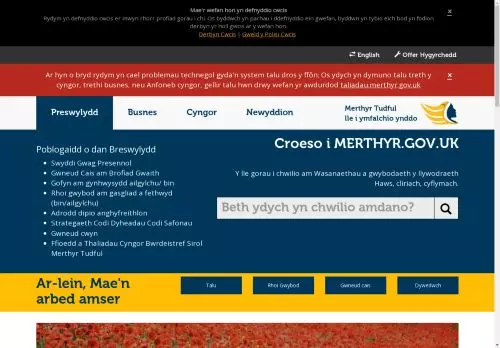 Mae'r wefan hon yn defnyddio cwcis
Rydym yn defnyddio cwcis er mwyn rhoi'r profiad gorau i chi. Os byddwch yn parhau i ddefnyddio ein gwefan, byddwn yn tybio eich bod yn fodlon
derbyn yr holl gwcis ar y wefan hon.
Derbyn Cwcis | Gweld y Polisi Cwcis
x
English
Offer Hygyrchedd
Ar hyn o bryd rydym yn cael problemau technegol gyda'n system talu dros y ffôn. Os ydych yn dymuno talu treth y
cyngor, trethi busnes, neu Anfoneb cyngor, gellir talu hwn drwy wefan yr awdurdod taliadau.merthyr.gov.uk
x
Preswylydd
Busnes
Cyngor
Newyddion
Merthyr Tudful
lle i ymfalchïo ynddo
Poblogaidd o dan Breswylydd
Swyddi Gwag Presennol
Gwneud Cais am Brofiad Gwaith
Gofyn am gynhwysydd ailgylchu/ bin
Rhoi gwybod am gasgliad a fethwyd
(bin/ailgylchu)
Adrodd dipio anghyfreithlon
Strategaeth Codi Dyheadau Codi Safonau
Gwneud cwyn
Ffioedd a Thaliadau Cyngor Bwrdeistref Sirol
Merthyr Tudful
Croeso i MERTHYR.GOV.UK
Y lle gorau i chwilio am Wasanaethau a gwybodaeth y llywodraeth
Haws, cliriach, cyflymach.
Beth ydych yn chwilio amdano?
Ar-lein, Mae'n
arbed amser
Talu
Rhoi Gwybod
Gwneud cais
Dywedwch